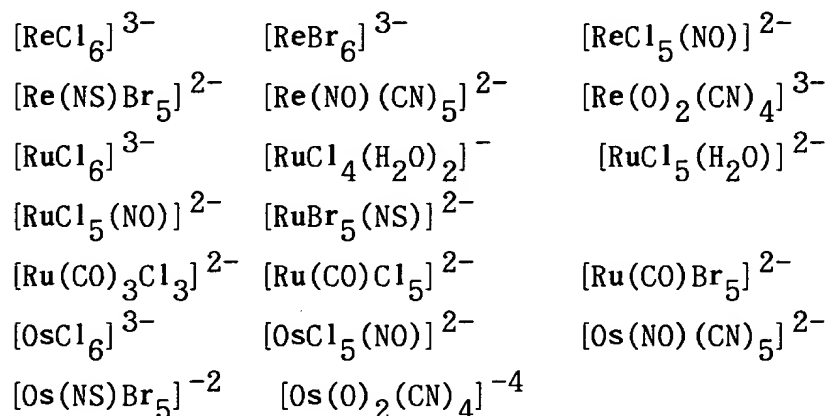 [ReCl₆]³⁻ [ReBr₆]³⁻ [ReCl₅(NO)]²⁻
[Re(NS)Br₅]²⁻ [Re(NO)(CN)₅]²⁻ [Re(O)₂(CN)₄]³⁻
[RuCl₆]³⁻ [RuCl₄(H₂O)₂]⁻ [RuCl₅(H₂O)]²⁻
[RuCl₅(NO)]²⁻ [RuBr₅(NS)]²⁻
[Ru(CO)₃Cl₃]²⁻ [Ru(CO)Cl₅]²⁻ [Ru(CO)Br₅]²⁻
[OsCl₆]³⁻ [OsCl₅(NO)]²⁻ [Os(NO)(CN)₅]²⁻
[Os(NS)Br₅]⁻² [Os(O)₂(CN)₄]⁻⁴